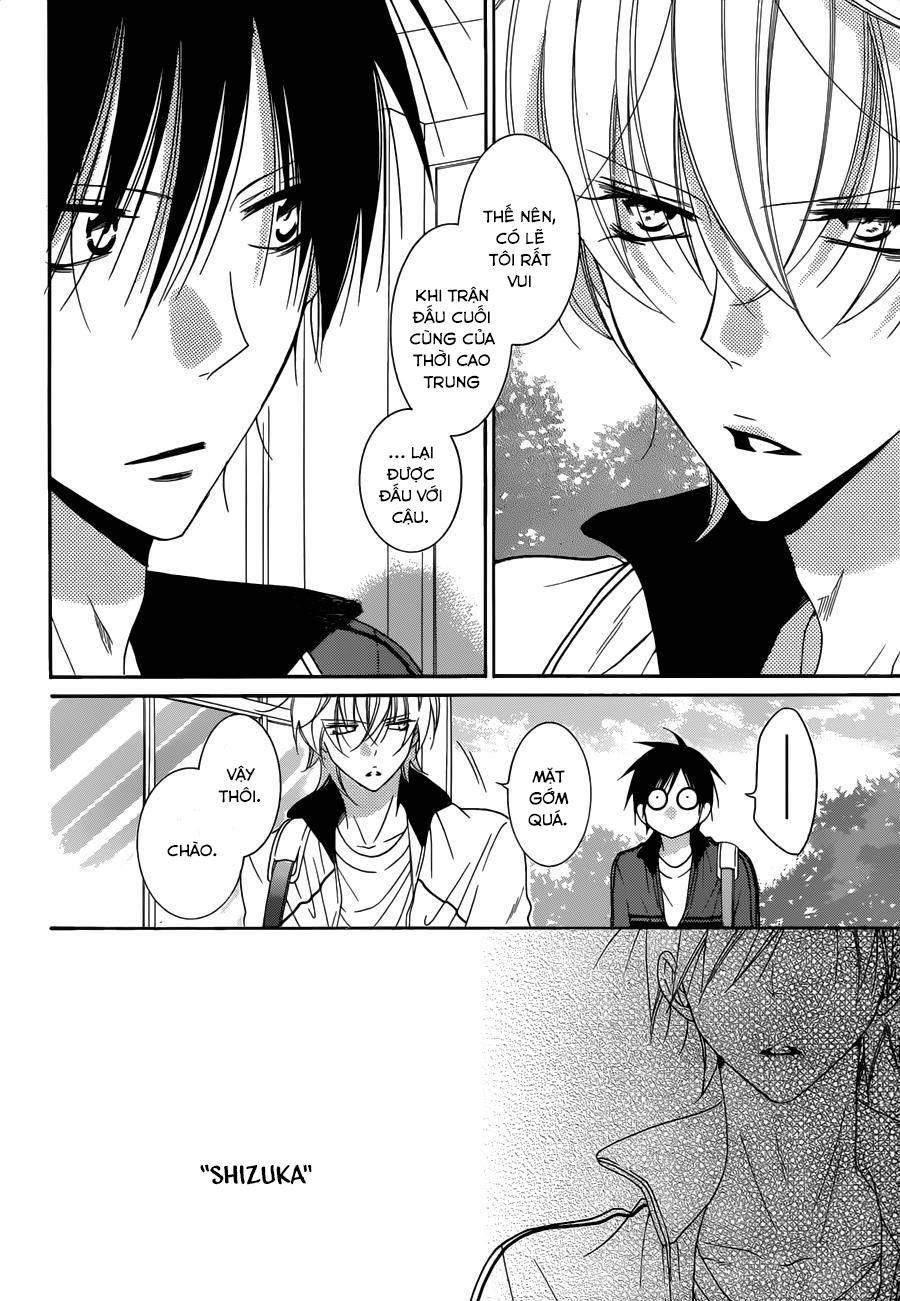 THẾ NÊN,
CÓ LẼ
TÔI RẤT
VUI
KHI TRẬN
ĐẤU CUỐI
CÙNG CỦA
THỜI CAO
TRUNG
... LẠI
ĐƯỢC
ĐẤU VỚI
CẬU.
MẶT
GỚM
QUÁ.
VẬY
THÔI.
CHÀO.
"SHIZUKA"